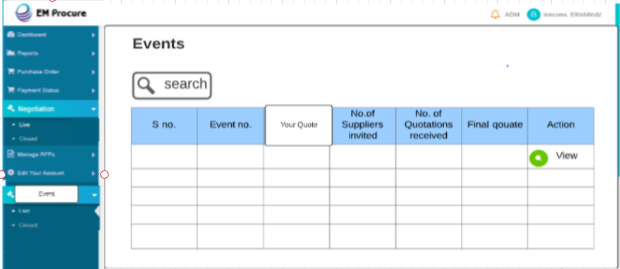 EM Procure
ADM
Welcome,
Dashboard
Reports
Purchase Order
Payment Status
Negotiation
Live
Closed
Manage RFPs
Edit Your Account
Event
Live
Closed
Events
search
S no.
Event no.
Your Quote
No.of
Suppliers
invited
No. of
Quotations
received
Final qouate
Action
View